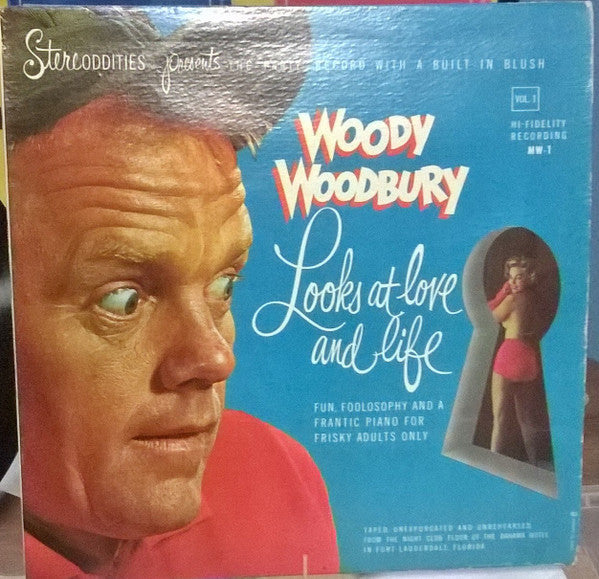 Stereoddities presents THE PARTY RECORD WITH A BUILT IN BLUSH
VOL. 1
HI-FIDELITY
RECORDING
MW-1
WOODY
WOODBURY
Looks at love
and life
FUN, FOOLOSOPHY AND A
FRANTIC PIANO FOR
FRISKY ADULTS ONLY
TAPED, UNEXPURGATED AND UNREHEARSED
FROM THE NIGHT CLUB FLOOR OF THE BAHAMA HOTEL
IN FORT LAUDERDALE, FLORIDA